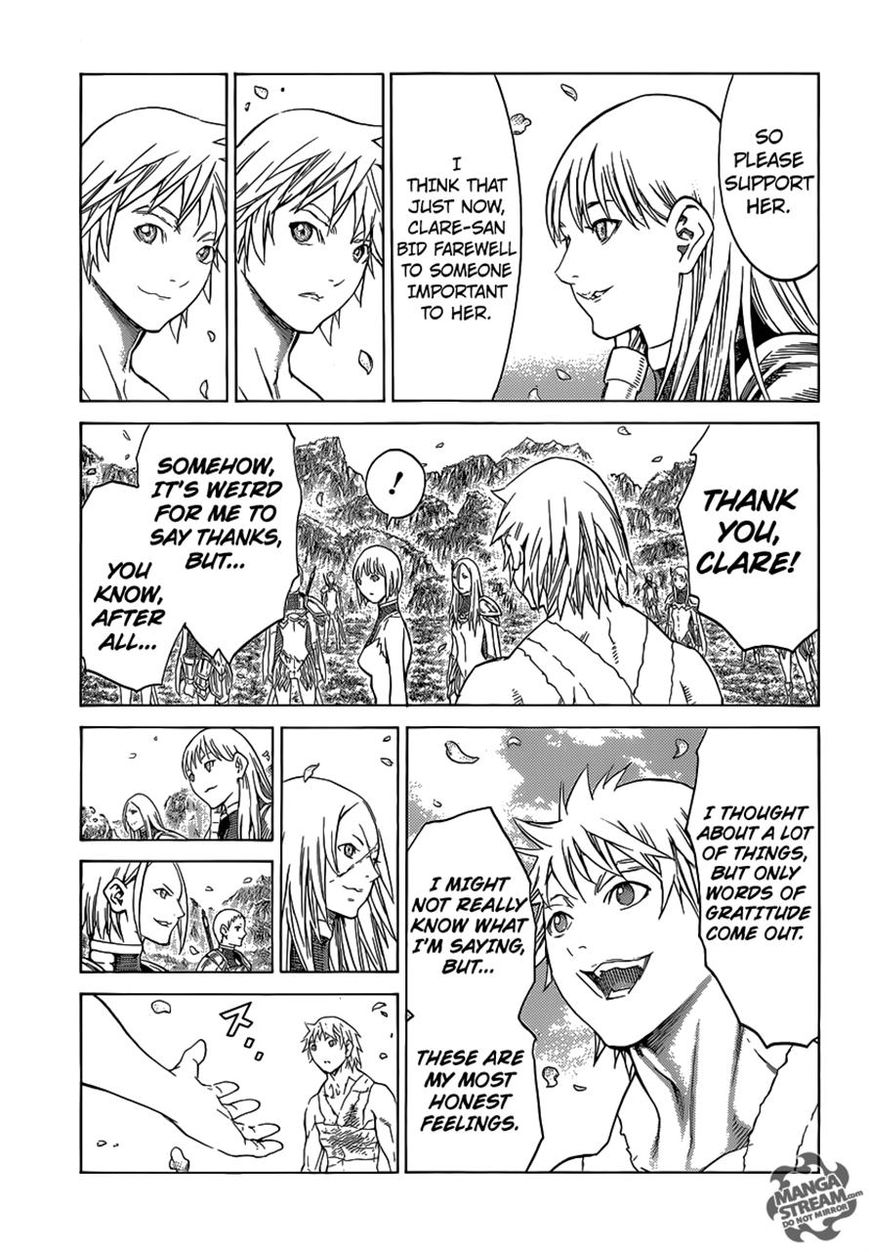 SO
PLEASE
SUPPORT
HER.
I
THINK THAT
JUST NOW,
CLARE-SAN
BID FAREWELL
TO SOMEONE
IMPORTANT
TO HER.
THANK
YOU,
CLARE!
!
SOMEHOW,
IT'S WEIRD
FOR ME TO
SAY THANKS,
BUT...
YOU
KNOW,
AFTER
ALL...
I THOUGHT
ABOUT A LOT
OF THINGS,
BUT ONLY
WORDS OF
GRATITUDE
COME OUT.
I MIGHT
NOT REALLY
KNOW WHAT
I'M SAYING,
BUT...
THESE ARE
MY MOST
HONEST
FEELINGS.
ス...
MANGA
STREAM.com
DO NOT MIRROR